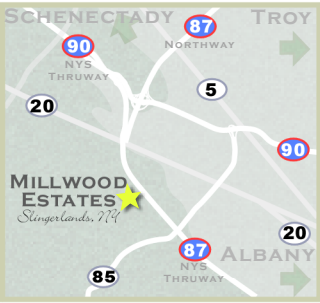 SCHENECTADY
TROY
87
NORTHWAY
90
NYS
THRUWAY
5
20
90
MILLWOOD
ESTATES
Slingerlands, NY
20
87
ALBANY
NYS
THRUWAY
85